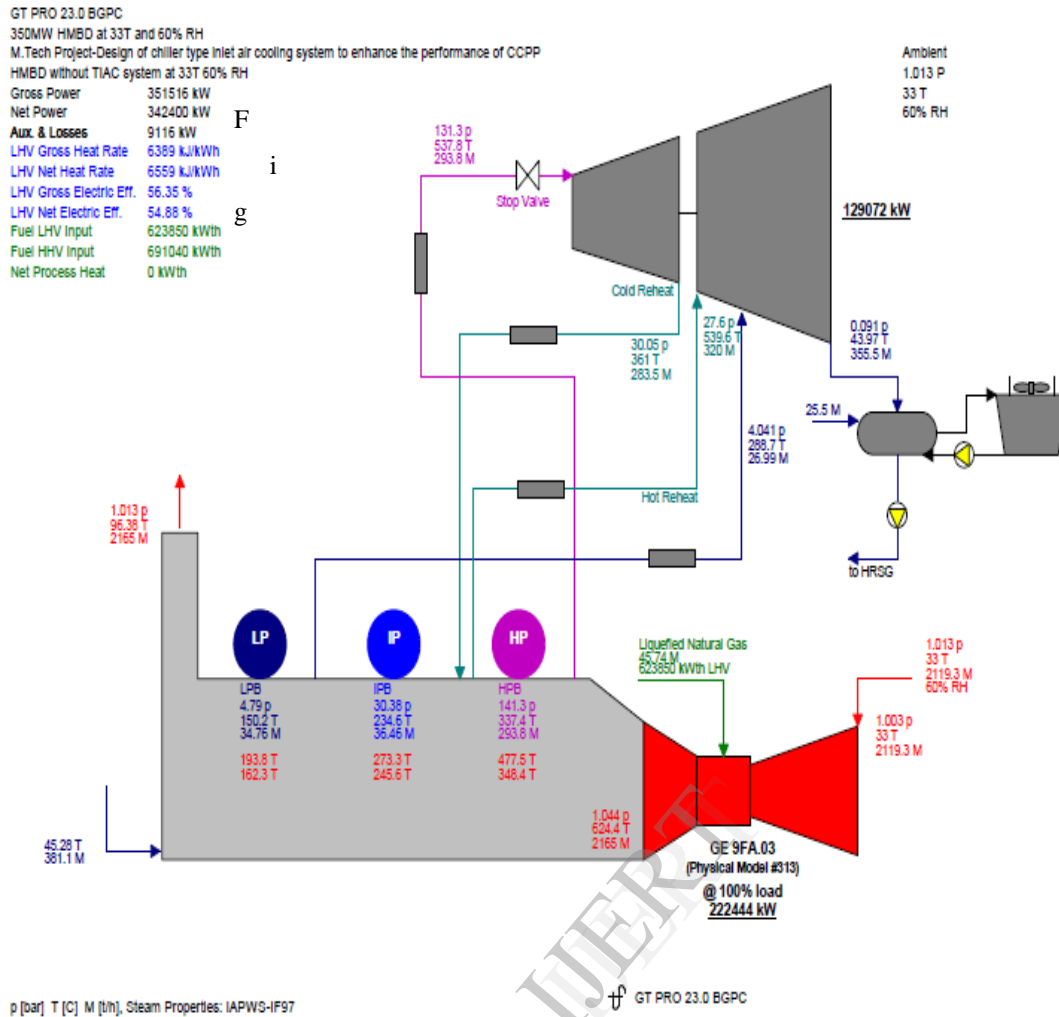 GT PRO 23.0 BGPC
350MW HMBD at 33T and 60% RH
M.Tech Project-Design of chiller type inlet air cooling system to enhance the performance of CCPP
HMBD without TIAC system at 33T 60% RH
Gross Power 351516 kW
Net Power 342400 kW
Aux. & Losses 9116 kW
LHV Gross Heat Rate 6389 kJ/kWh
LHV Net Heat Rate 6559 kJ/kWh
LHV Gross Electric Eff. 56.35 %
LHV Net Electric Eff. 54.88 %
Fuel LHV Input 623850 kWth
Fuel HHV Input 691040 kWth
Net Process Heat 0 kWth
F
i
g
Ambient
1.013 P
33 T
60% RH
131.3 p
537.8 T
293.8 M
Stop Valve
129072 kW
Cold Reheat
30.05 p
361 T
283.5 M
27.6 p
539.6 T
320 M
0.091 p
43.97 T
355.5 M
25.5 M
4.041 p
288.7 T
26.99 M
Hot Reheat
to HRSG
1.013 p
96.38 T
2165 M
LP
IP
HP
LPB
4.79 p
150.2 T
34.76 M
193.8 T
162.3 T
IPB
30.38 p
234.6 T
36.46 M
273.3 T
245.6 T
HPB
141.3 p
337.4 T
293.8 M
477.5 T
348.4 T
Liquefied Natural Gas
45.74 M
623850 kWth LHV
1.013 p
33 T
2119.3 M
60% RH
1.003 p
33 T
2119.3 M
45.28 T
381.1 M
1.044 p
624.4 T
2165 M
GE 9FA.03
(Physical Model #313)
@ 100% load
222444 kW
IJERT
p [bar] T [C] M [t/h], Steam Properties: IAPWS-IF97
GT PRO 23.0 BGPC